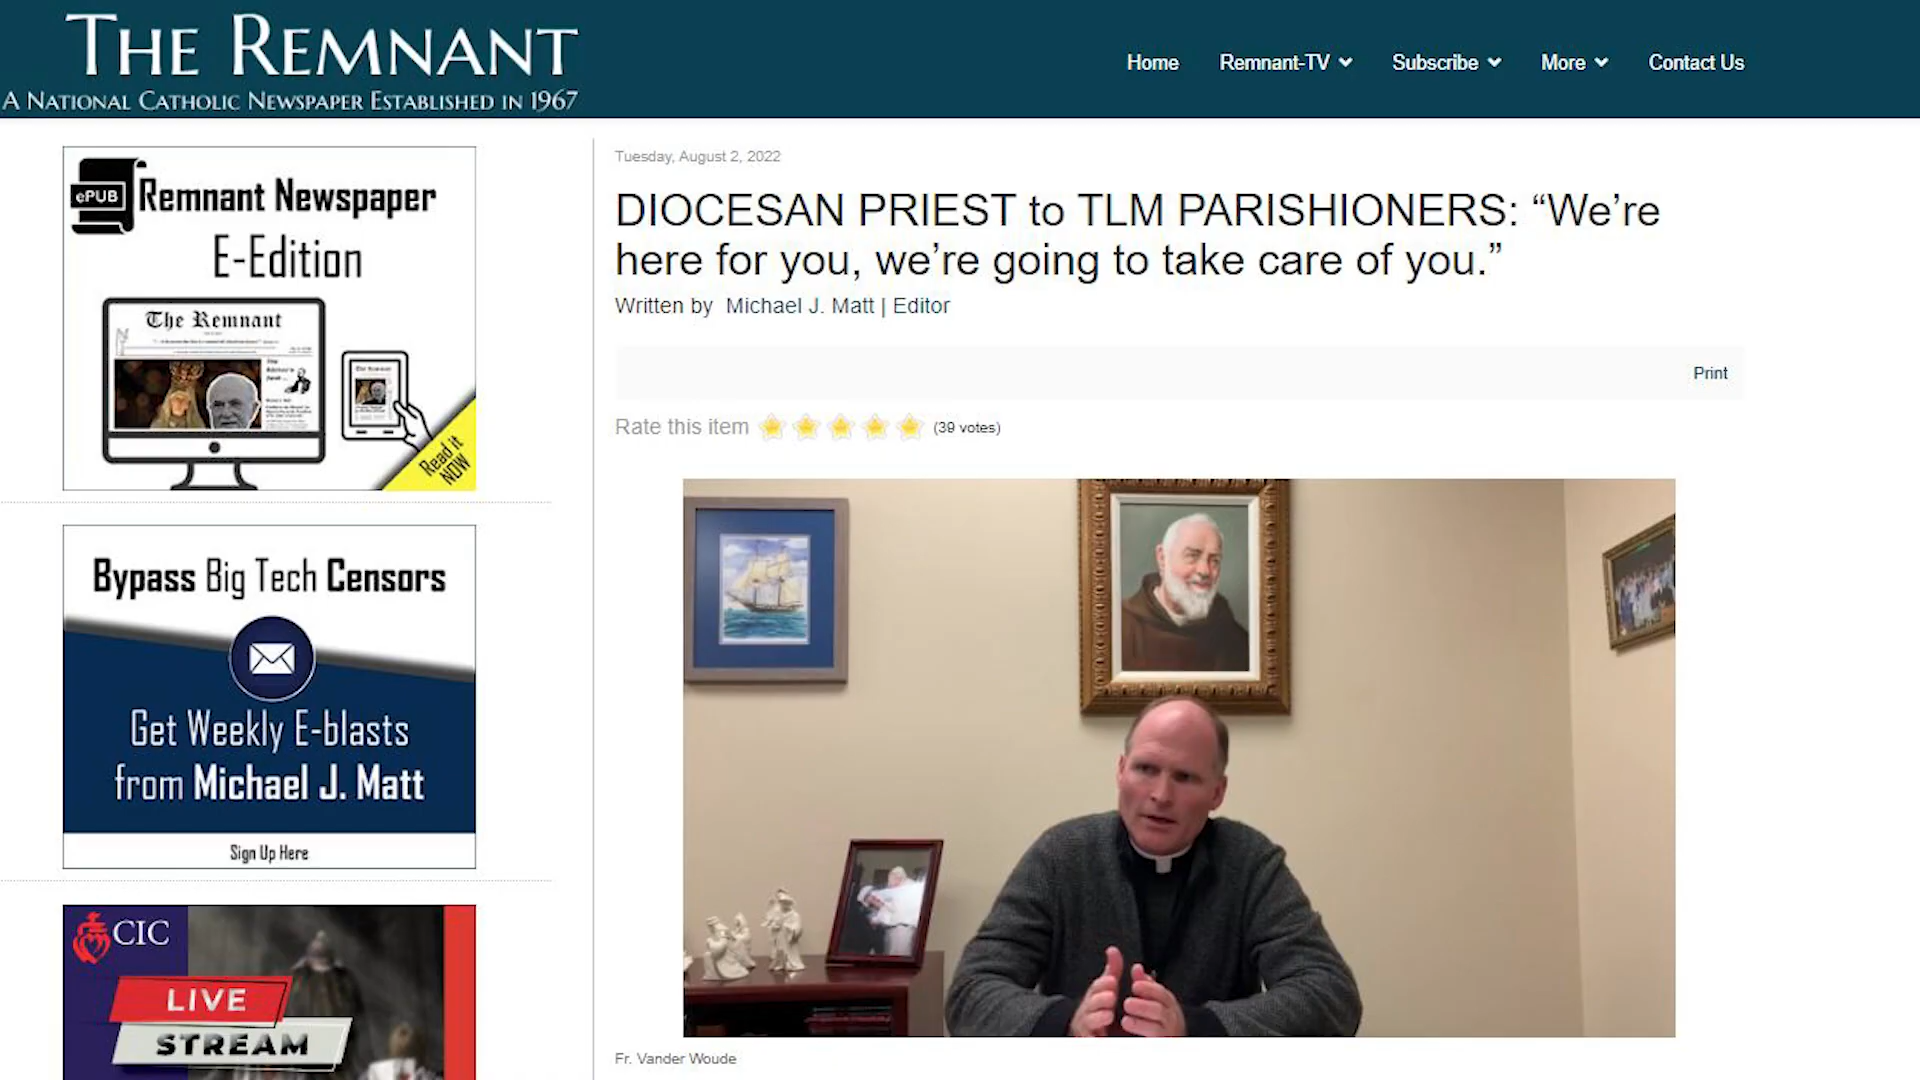 THE REMNANT
A NATIONAL CATHOLIC NEWSPAPER ESTABLISHED IN 1967
Home
Remnant-TV
Subscribe
More
Contact Us
ePUB
Remnant Newspaper
E-Edition
The Remnant
Read it
NOW
Bypass Big Tech Censors
Get Weekly E-blasts
from Michael J. Matt
Sign Up Here
CIC
LIVE
STREAM
Tuesday, August 2, 2022
DIOCESAN PRIEST to TLM PARISHIONERS: “We’re
here for you, we’re going to take care of you.”
Written by Michael J. Matt | Editor
Print
Rate this item
(39 votes)
Fr. Vander Woude